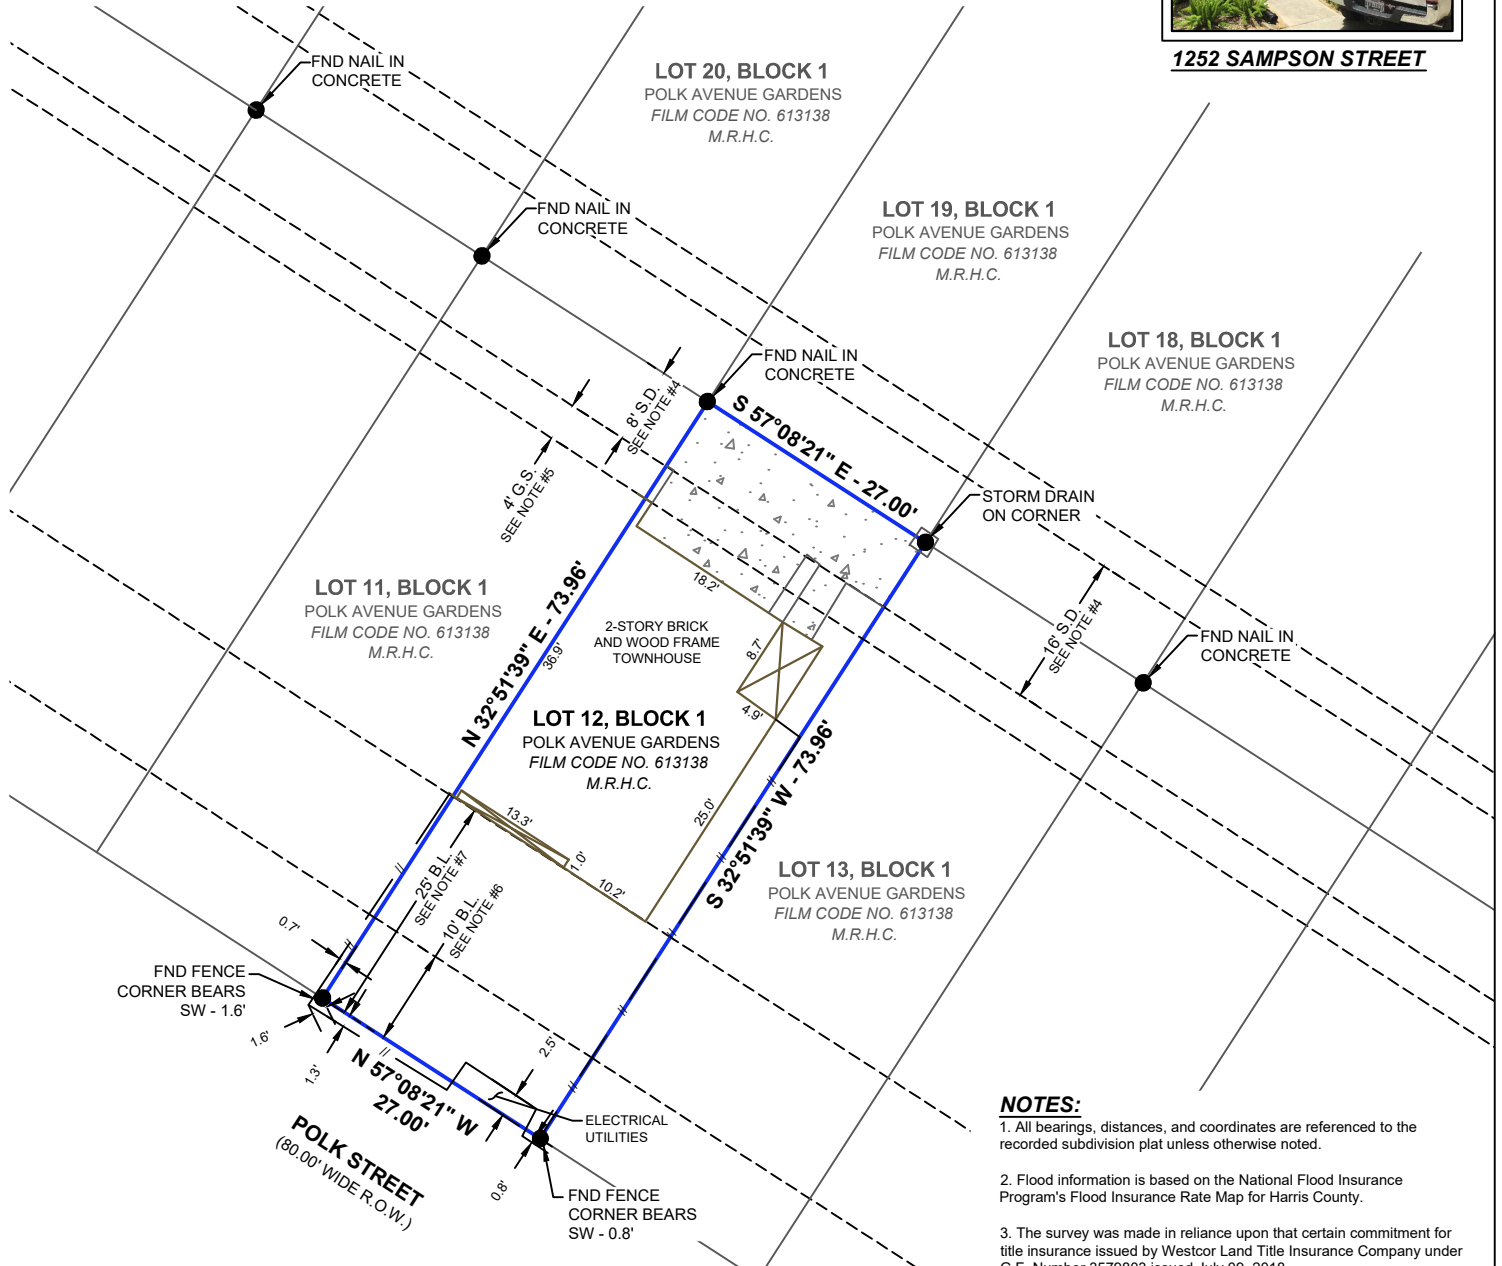 1252 SAMPSON STREET
FND NAIL IN
CONCRETE
LOT 20, BLOCK 1
POLK AVENUE GARDENS
FILM CODE NO. 613138
M.R.H.C.
FND NAIL IN
CONCRETE
LOT 19, BLOCK 1
POLK AVENUE GARDENS
FILM CODE NO. 613138
M.R.H.C.
LOT 18, BLOCK 1
POLK AVENUE GARDENS
FILM CODE NO. 613138
M.R.H.C.
FND NAIL IN
CONCRETE
8' S.D.
SEE NOTE #4
4' G.S.
SEE NOTE #5
S 57°08'21" E - 27.00'
STORM DRAIN
ON CORNER
LOT 11, BLOCK 1
POLK AVENUE GARDENS
FILM CODE NO. 613138
M.R.H.C.
N 32°51'39" E - 73.96'
36.9'
18.2'
2-STORY BRICK
AND WOOD FRAME
TOWNHOUSE
8.7'
4.9'
16' S.D.
SEE NOTE #4
FND NAIL IN
CONCRETE
LOT 12, BLOCK 1
POLK AVENUE GARDENS
FILM CODE NO. 613138
M.R.H.C.
S 32°51'39" W - 73.96'
25.0'
13.3'
1.0'
10.2'
LOT 13, BLOCK 1
POLK AVENUE GARDENS
FILM CODE NO. 613138
M.R.H.C.
25' B.L.
SEE NOTE #7
10' B.L.
SEE NOTE #6
0.7'
FND FENCE
CORNER BEARS
SW - 1.6'
1.6'
1.3'
N 57°08'21" W
27.00'
2.5'
ELECTRICAL
UTILITIES
POLK STREET
(80.00' WIDE R.O.W.)
0.8'
FND FENCE
CORNER BEARS
SW - 0.8'
NOTES:
1. All bearings, distances, and coordinates are referenced to the
recorded subdivision plat unless otherwise noted.
2. Flood information is based on the National Flood Insurance
Program's Flood Insurance Rate Map for Harris County.
3. The survey was made in reliance upon that certain commitment for
title insurance issued by Westcor Land Title Insurance Company under